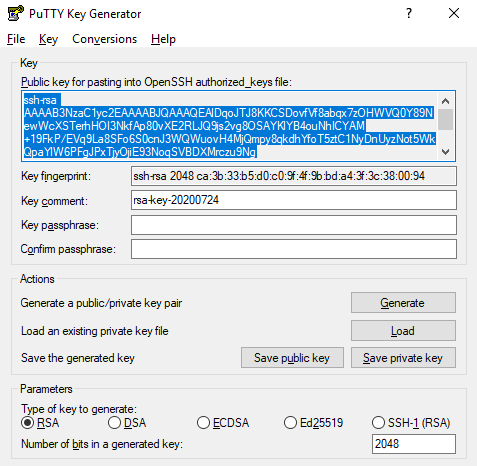 PuTTY Key Generator
File Key Conversions Help
Key
Public key for pasting into OpenSSH authorized_keys file:
ssh-rsa
AAAAB3NzaC1yc2EAAAABJQAAAQEAlDqoJTJ8KKCSDovfVf8abqx7zOHWVQ0Y89N
ewWcXSTerhHOI3NkfAp80vXE2RLlJQ9js2vg8OSAYKlYB4ouNhlCYAM
+19FkP/EVq9La8SFo6S0cnJ3WQWuovH4MjQmpy8qkdhYfoT5ztC1NyDnUyzNot5Wk
QpaYlW6PFgJPxTjyOjiE93NoqSVBDXMrczu9Ng
Key fingerprint: ssh-rsa 2048 ca:3b:33:b5:d0:c0:9f:4f:9b:bd:a4:3f:3c:38:00:94
Key comment: rsa-key-20200724
Key passphrase:
Confirm passphrase:
Actions
Generate a public/private key pair Generate
Load an existing private key file Load
Save the generated key Save public key Save private key
Parameters
Type of key to generate:
RSA DSA ECDSA Ed25519 SSH-1 (RSA)
Number of bits in a generated key: 2048